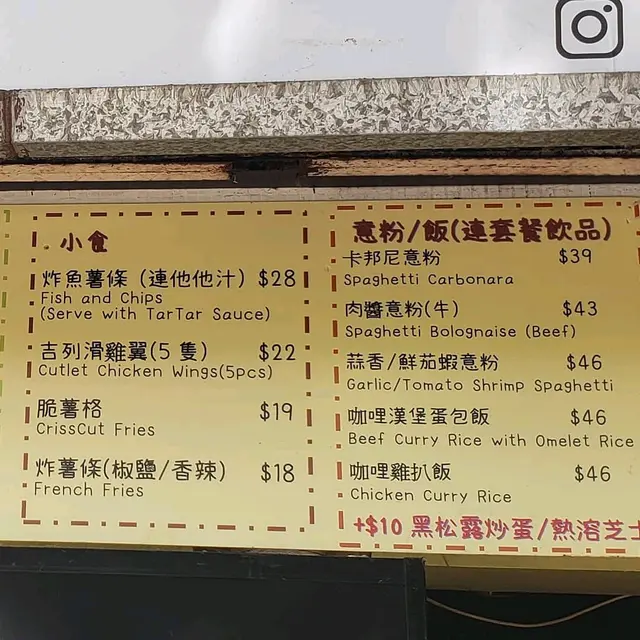 小食
炸魚薯條 (連他他汁) $28
Fish and Chips
(Serve with TarTar Sauce)
吉列滑雞翼(5 隻) $22
Cutlet Chicken Wings(5pcs)
脆薯格 $19
CrissCut Fries
炸薯條(椒鹽/香辣) $18
French Fries
意粉/飯(連套餐飲品)
卡邦尼意粉 $39
Spaghetti Carbonara
肉醬意粉(牛) $43
Spaghetti Bolognaise (Beef)
蒜香/鮮茄蝦意粉 $46
Garlic/Tomato Shrimp Spaghetti
咖哩漢堡蛋包飯 $46
Beef Curry Rice with Omelet Rice
咖哩雞扒飯 $46
Chicken Curry Rice
+$10 黑松露炒蛋/熱溶芝士